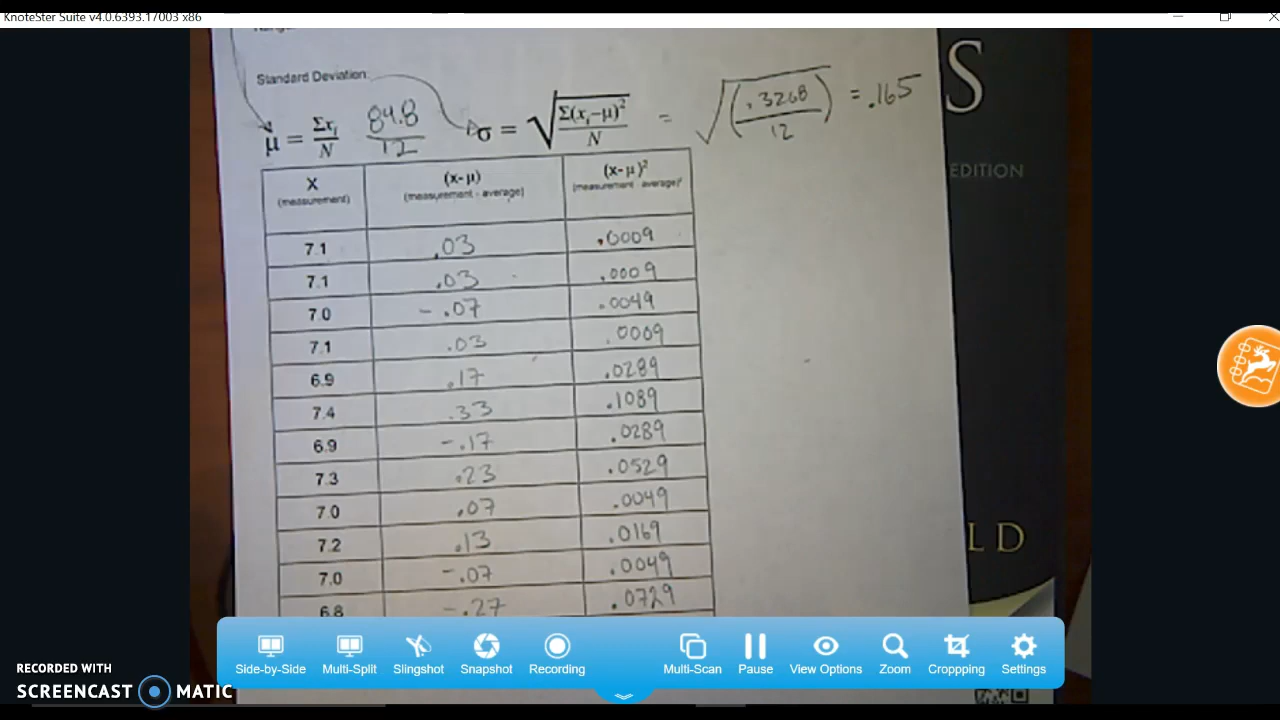 KnoteSter Suite v4.0.6393.17003 x86
Standard Deviation:
μ = Σxᵢ / N 84.8 / 12 σ = √(Σ(xᵢ−μ)² / N) = √(.3268 / 12) = .165
S
EDITION
X (x-μ) (x-μ)²
(measurement) (measurement - average) (measurement - average)²
7.1 .03 .0009
7.1 .03 .0009
7.0 -.07 .0049
7.1 .03 .0009
6.9 .17 .0289
7.4 .33 .1089
6.9 -.17 .0289
7.3 .23 .0529
7.0 .07 .0049
7.2 .13 .0169
7.0 -.07 .0049
6.8 -.27 .0729
LD
Side-by-Side Multi-Split Slingshot Snapshot Recording Multi-Scan Pause View Options Zoom Croppping Settings
RECORDED WITH
SCREENCAST MATIC